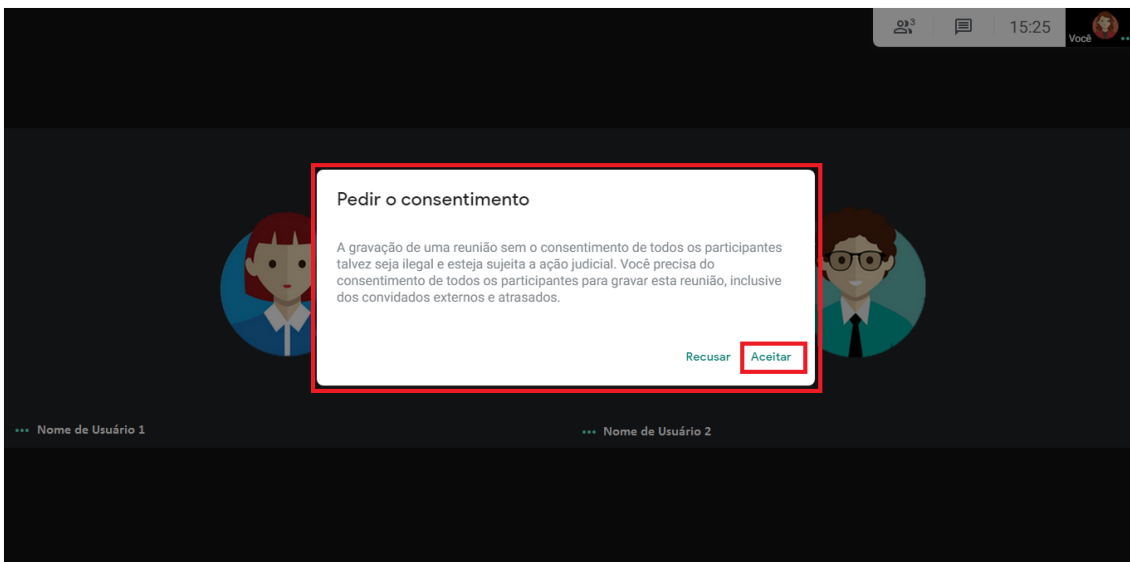 3
15:25
Você
Pedir o consentimento
A gravação de uma reunião sem o consentimento de todos os participantes
talvez seja ilegal e esteja sujeita a ação judicial. Você precisa do
consentimento de todos os participantes para gravar esta reunião, inclusive
dos convidados externos e atrasados.
Recusar Aceitar
Nome de Usuário 1
Nome de Usuário 2